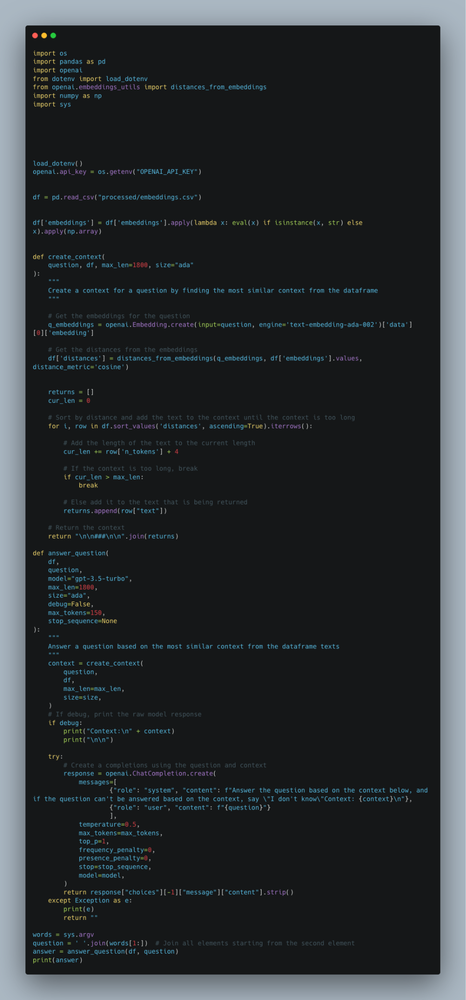 import os
import pandas as pd
import openai
from dotenv import load_dotenv
from openai.embeddings_utils import distances_from_embeddings
import numpy as np
import sys
load_dotenv()
openai.api_key = os.getenv("OPENAI_API_KEY")
df = pd.read_csv("processed/embeddings.csv")
df['embeddings'] = df['embeddings'].apply(lambda x: eval(x) if isinstance(x, str) else
x).apply(np.array)
def create_context(
    question, df, max_len=1800, size="ada"
):
    """
    Create a context for a question by finding the most similar context from the dataframe
    """
    # Get the embeddings for the question
    q_embeddings = openai.Embedding.create(input=question, engine='text-embedding-ada-002')['data']
[0]['embedding']
    # Get the distances from the embeddings
    df['distances'] = distances_from_embeddings(q_embeddings, df['embeddings'].values,
distance_metric='cosine')
    returns = []
    cur_len = 0
    # Sort by distance and add the text to the context until the context is too long
    for i, row in df.sort_values('distances', ascending=True).iterrows():
        # Add the length of the text to the current length
        cur_len += row['n_tokens'] + 4
        # If the context is too long, break
        if cur_len > max_len:
            break
        # Else add it to the text that is being returned
        returns.append(row["text"])
    # Return the context
    return "\n\n###\n\n".join(returns)
def answer_question(
    df,
    question,
    model="gpt-3.5-turbo",
    max_len=1800,
    size="ada",
    debug=False,
    max_tokens=150,
    stop_sequence=None
):
    """
    Answer a question based on the most similar context from the dataframe texts
    """
    context = create_context(
        question,
        df,
        max_len=max_len,
        size=size,
    )
    # If debug, print the raw model response
    if debug:
        print("Context:\n" + context)
        print("\n\n")
    try:
        # Create a completions using the question and context
        response = openai.ChatCompletion.create(
            messages=[
                    {"role": "system", "content": f"Answer the question based on the context below, and
if the question can't be answered based on the context, say \"I don't know\"Context: {context}\n"},
                    {"role": "user", "content": f"{question}"}
                    ],
            temperature=0.5,
            max_tokens=max_tokens,
            top_p=1,
            frequency_penalty=0,
            presence_penalty=0,
            stop=stop_sequence,
            model=model,
        )
        return response["choices"][-1]["message"]["content"].strip()
    except Exception as e:
        print(e)
        return ""
words = sys.argv
question = ' '.join(words[1:])  # Join all elements starting from the second element
answer = answer_question(df, question)
print(answer)